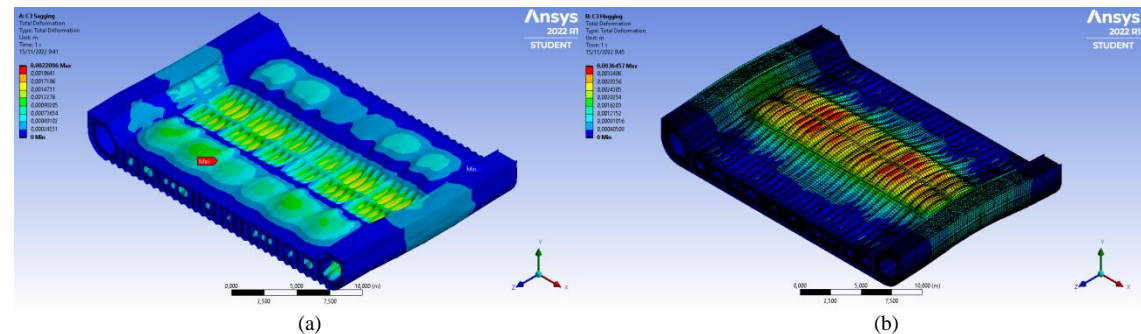 A: C3 Sagging
Total Deformation
Type: Total Deformation
Unit: m
Time: 1 s
15/11/2022 9:41
0,0022096 Max
0,0019641
0,0017186
0,0014731
0,0012276
0,00098205
0,00073654
0,00049102
0,00024551
0 Min
Ansys
2022 R1
STUDENT
Max
Min
0,000
5,000
10,000 (m)
2,500
7,500
Y
Z
X
(a)
B: C3 Hogging
Total Deformation
Type: Total Deformation
Unit: m
Time: 1 s
15/11/2022 9:45
0,0036457 Max
0,0032406
0,0028356
0,0024305
0,0020254
0,0016203
0,0012152
0,00081016
0,00040508
0 Min
Ansys
2022 R1
STUDENT
0,000
5,000
10,000 (m)
2,500
7,500
Y
Z
X
(b)